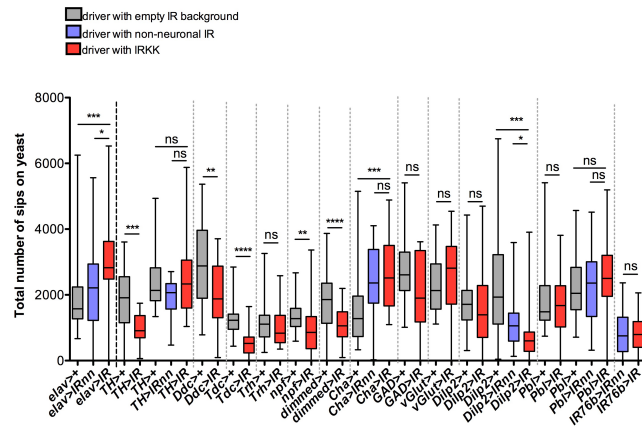 driver with empty IR background
driver with non-neuronal IR
driver with IRKK
Total number of sips on yeast
8000
6000
4000
2000
0
***
*
***
ns
ns
**
****
ns
**
****
***
ns
ns
ns
ns
***
*
ns
ns
ns
ns
elav>+
elav>IRnn
elav>IR
TH>+
TH>IR
TH>+
TH>IRnn
TH>IR
Ddc>+
Ddc>IR
Tdc>+
Tdc>IR
Trh>+
Trh>IR
npf>+
npf>IR
dimmed>+
dimmed>IR
Cha>+
Cha>IRnn
Cha>IR
GAD>+
GAD>IR
vGlut>+
vGlut>IR
Dilp2>+
Dilp2>IR
Dilp2>+
Dilp2>IRnn
Dilp2>IR
Pbl>+
Pbl>IR
Pbl>+
Pbl>IRnn
Pbl>IR
IR76b>IRnn
IR76b>IR